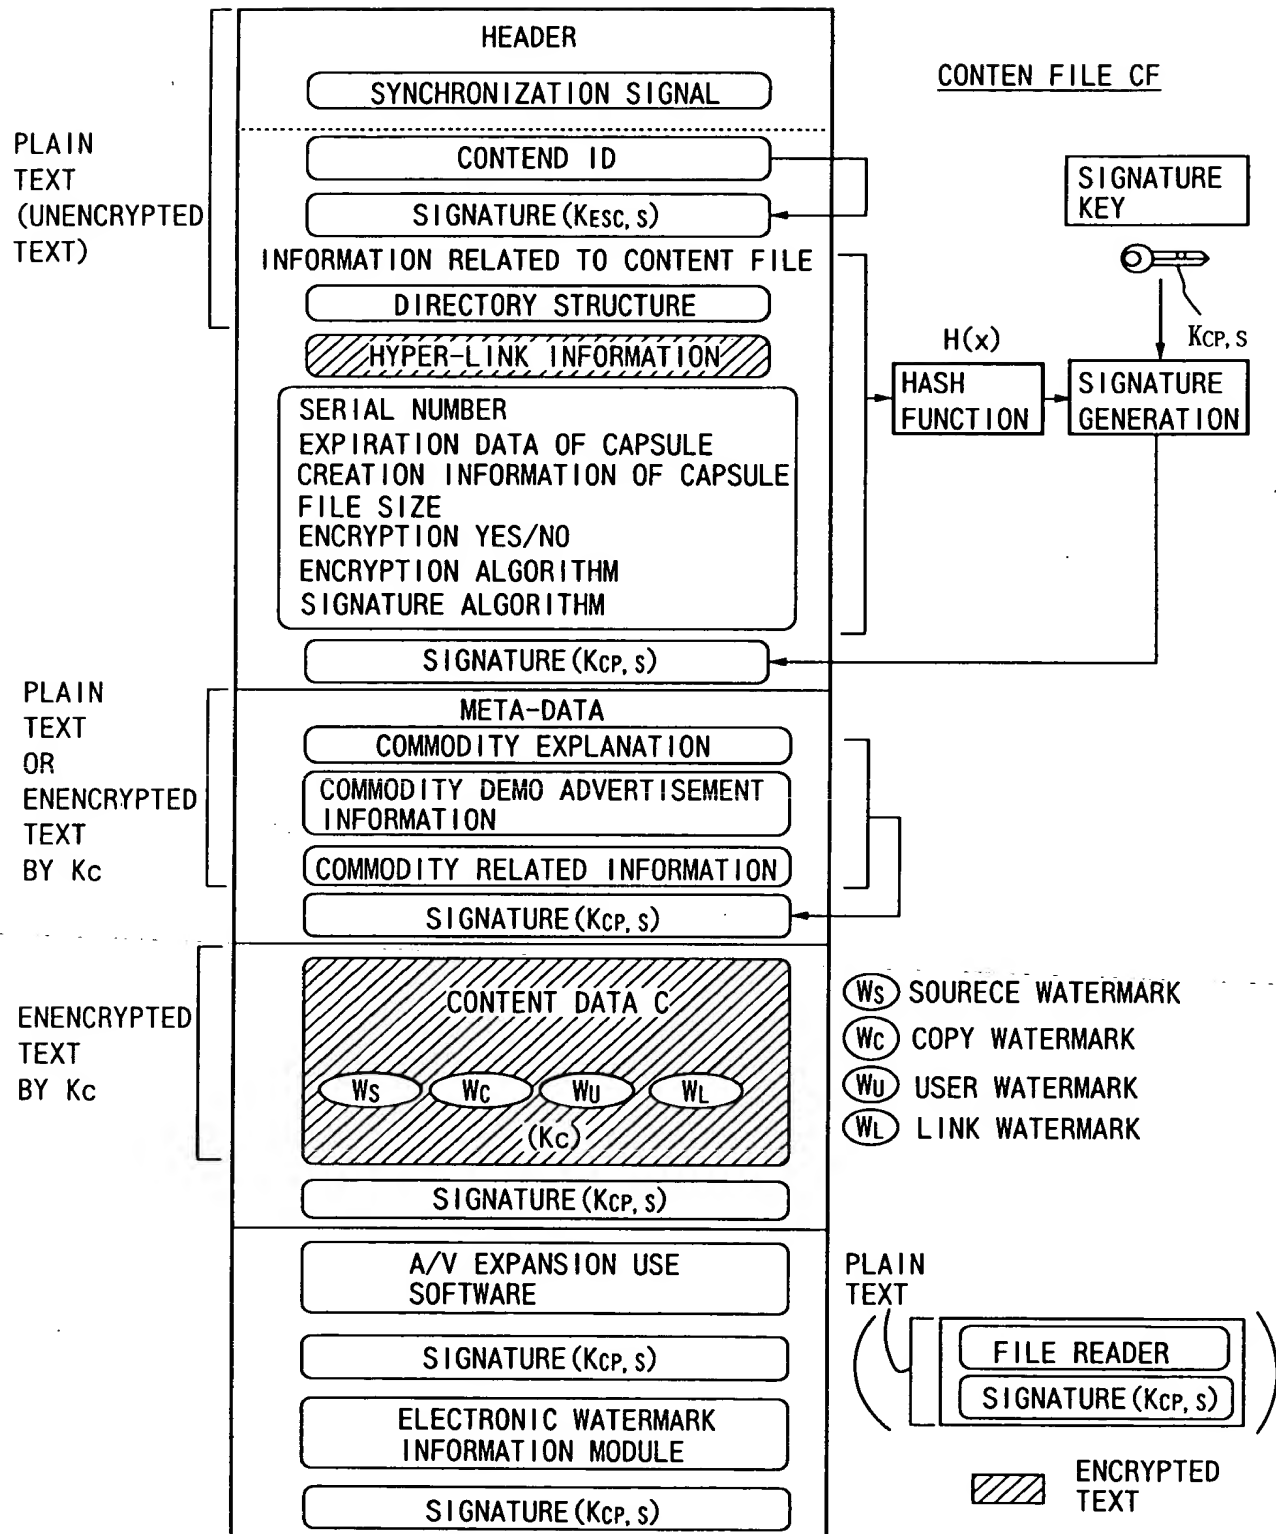 HEADER
SYNCHRONIZATION SIGNAL
CONTEN FILE CF
PLAIN
TEXT
(UNENCRYPTED
TEXT)
CONTEND ID
SIGNATURE(KESC, S)
INFORMATION RELATED TO CONTENT FILE
DIRECTORY STRUCTURE
HYPER-LINK INFORMATION
SERIAL NUMBER
EXPIRATION DATA OF CAPSULE
CREATION INFORMATION OF CAPSULE
FILE SIZE
ENCRYPTION YES/NO
ENCRYPTION ALGORITHM
SIGNATURE ALGORITHM
SIGNATURE(KCP, S)
SIGNATURE
KEY
KCP, S
H(x)
HASH
FUNCTION
SIGNATURE
GENERATION
PLAIN
TEXT
OR
ENENCRYPTED
TEXT
BY Kc
META-DATA
COMMODITY EXPLANATION
COMMODITY DEMO ADVERTISEMENT
INFORMATION
COMMODITY RELATED INFORMATION
SIGNATURE(KCP, S)
ENENCRYPTED
TEXT
BY Kc
CONTENT DATA C
WS WC WU WL
(Kc)
SIGNATURE(KCP, S)
WS SOURECE WATERMARK
WC COPY WATERMARK
WU USER WATERMARK
WL LINK WATERMARK
A/V EXPANSION USE
SOFTWARE
SIGNATURE(KCP, S)
ELECTRONIC WATERMARK
INFORMATION MODULE
SIGNATURE(KCP, S)
PLAIN
TEXT
FILE READER
SIGNATURE(KCP, S)
ENCRYPTED
TEXT